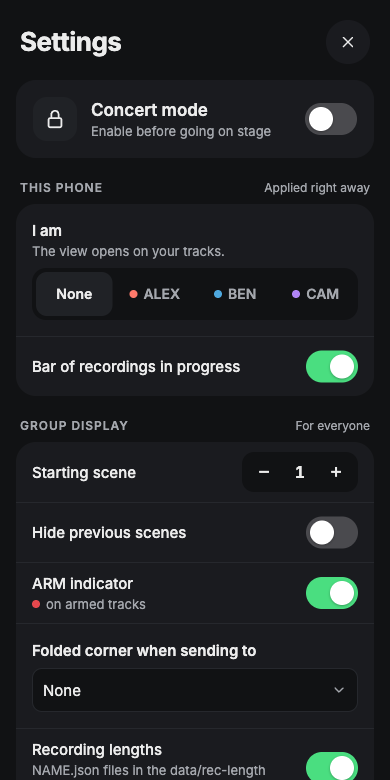 Settings
Concert mode
Enable before going on stage
THIS PHONE
Applied right away
I am
The view opens on your tracks.
None
ALEX
BEN
CAM
Bar of recordings in progress
GROUP DISPLAY
For everyone
Starting scene
− 1 +
Hide previous scenes
ARM indicator
on armed tracks
Folded corner when sending to
None
Recording lengths
NAME.json files in the data/rec-length